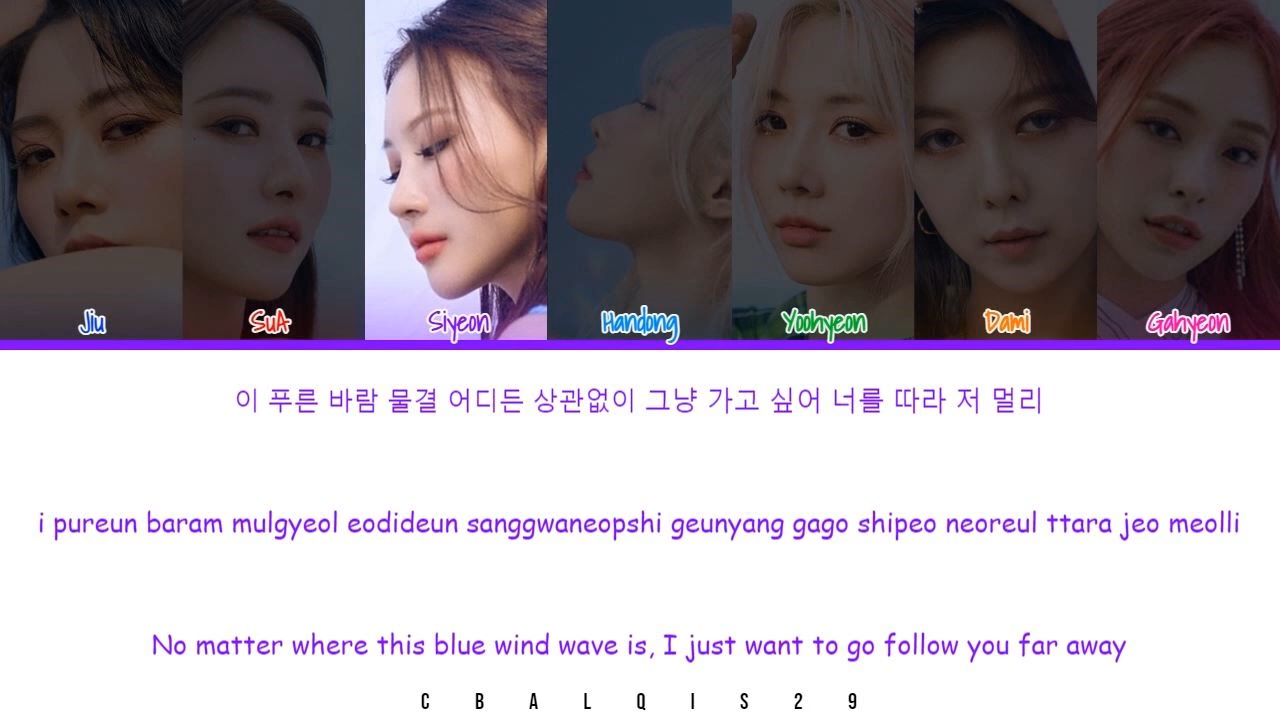 Jiu SuA Siyeon Handong Yoohyeon Dami Gahyeon
이 푸른 바람 물결 어디든 상관없이 그냥 가고 싶어 너를 따라 저 멀리
i pureun baram mulgyeol eodideun sanggwaneopshi geunyang gago shipeo neoreul ttara jeo meolli
No matter where this blue wind wave is, I just want to go follow you far away
C B A L Q I S 2 9